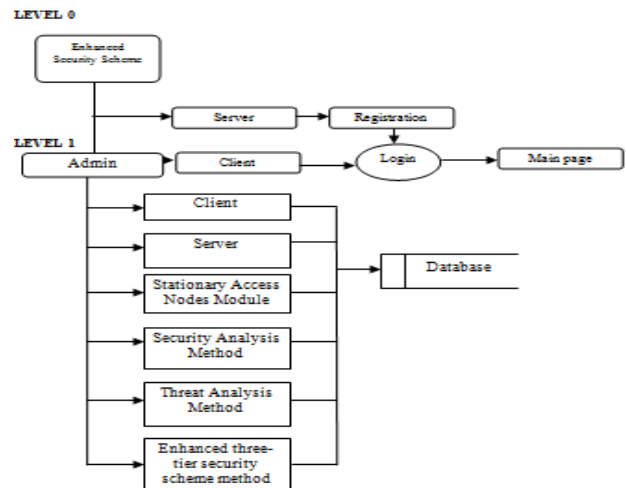 LEVEL 0
Enhanced
Security Scheme
Server
Registration
LEVEL 1
Admin
Client
Login
Main page
Client
Server
Database
Stationary Access
Nodes Module
Security Analysis
Method
Threat Analysis
Method
Enhanced three-
tier security
scheme method